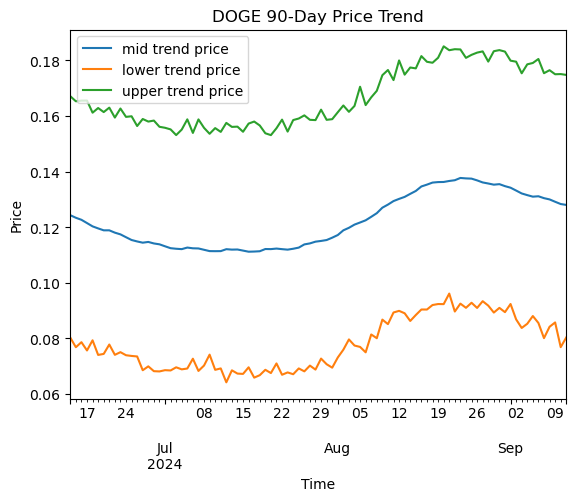 DOGE 90-Day Price Trend
mid trend price
lower trend price
upper trend price
0.18
0.16
0.14
0.12
0.10
0.08
0.06
Price
17 24 08 15 22 29 05 12 19 26 02 09
Jul Aug Sep
2024
Time